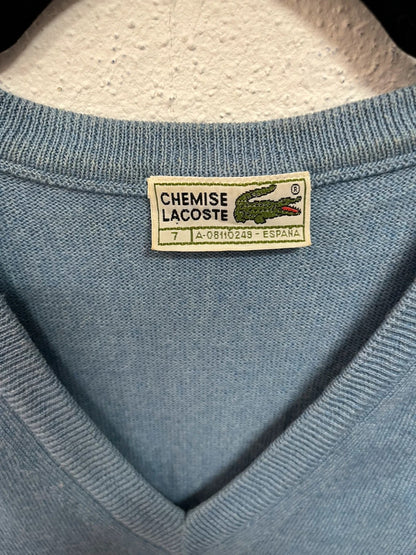 CHEMISE
LACOSTE
®
7
A-08110249 - ESPAÑA